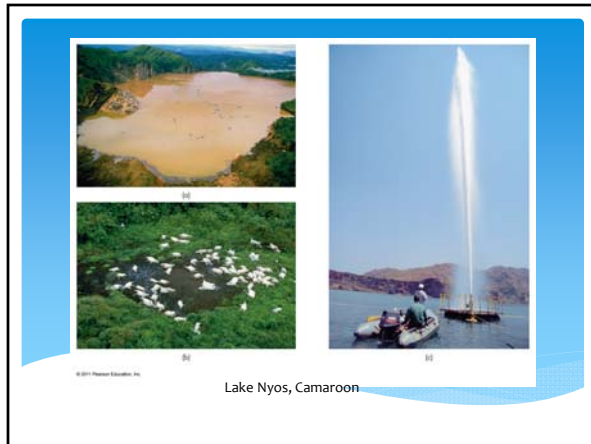 (a)
(b)
(c)
© 2011 Pearson Education, Inc.
Lake Nyos, Camaroon